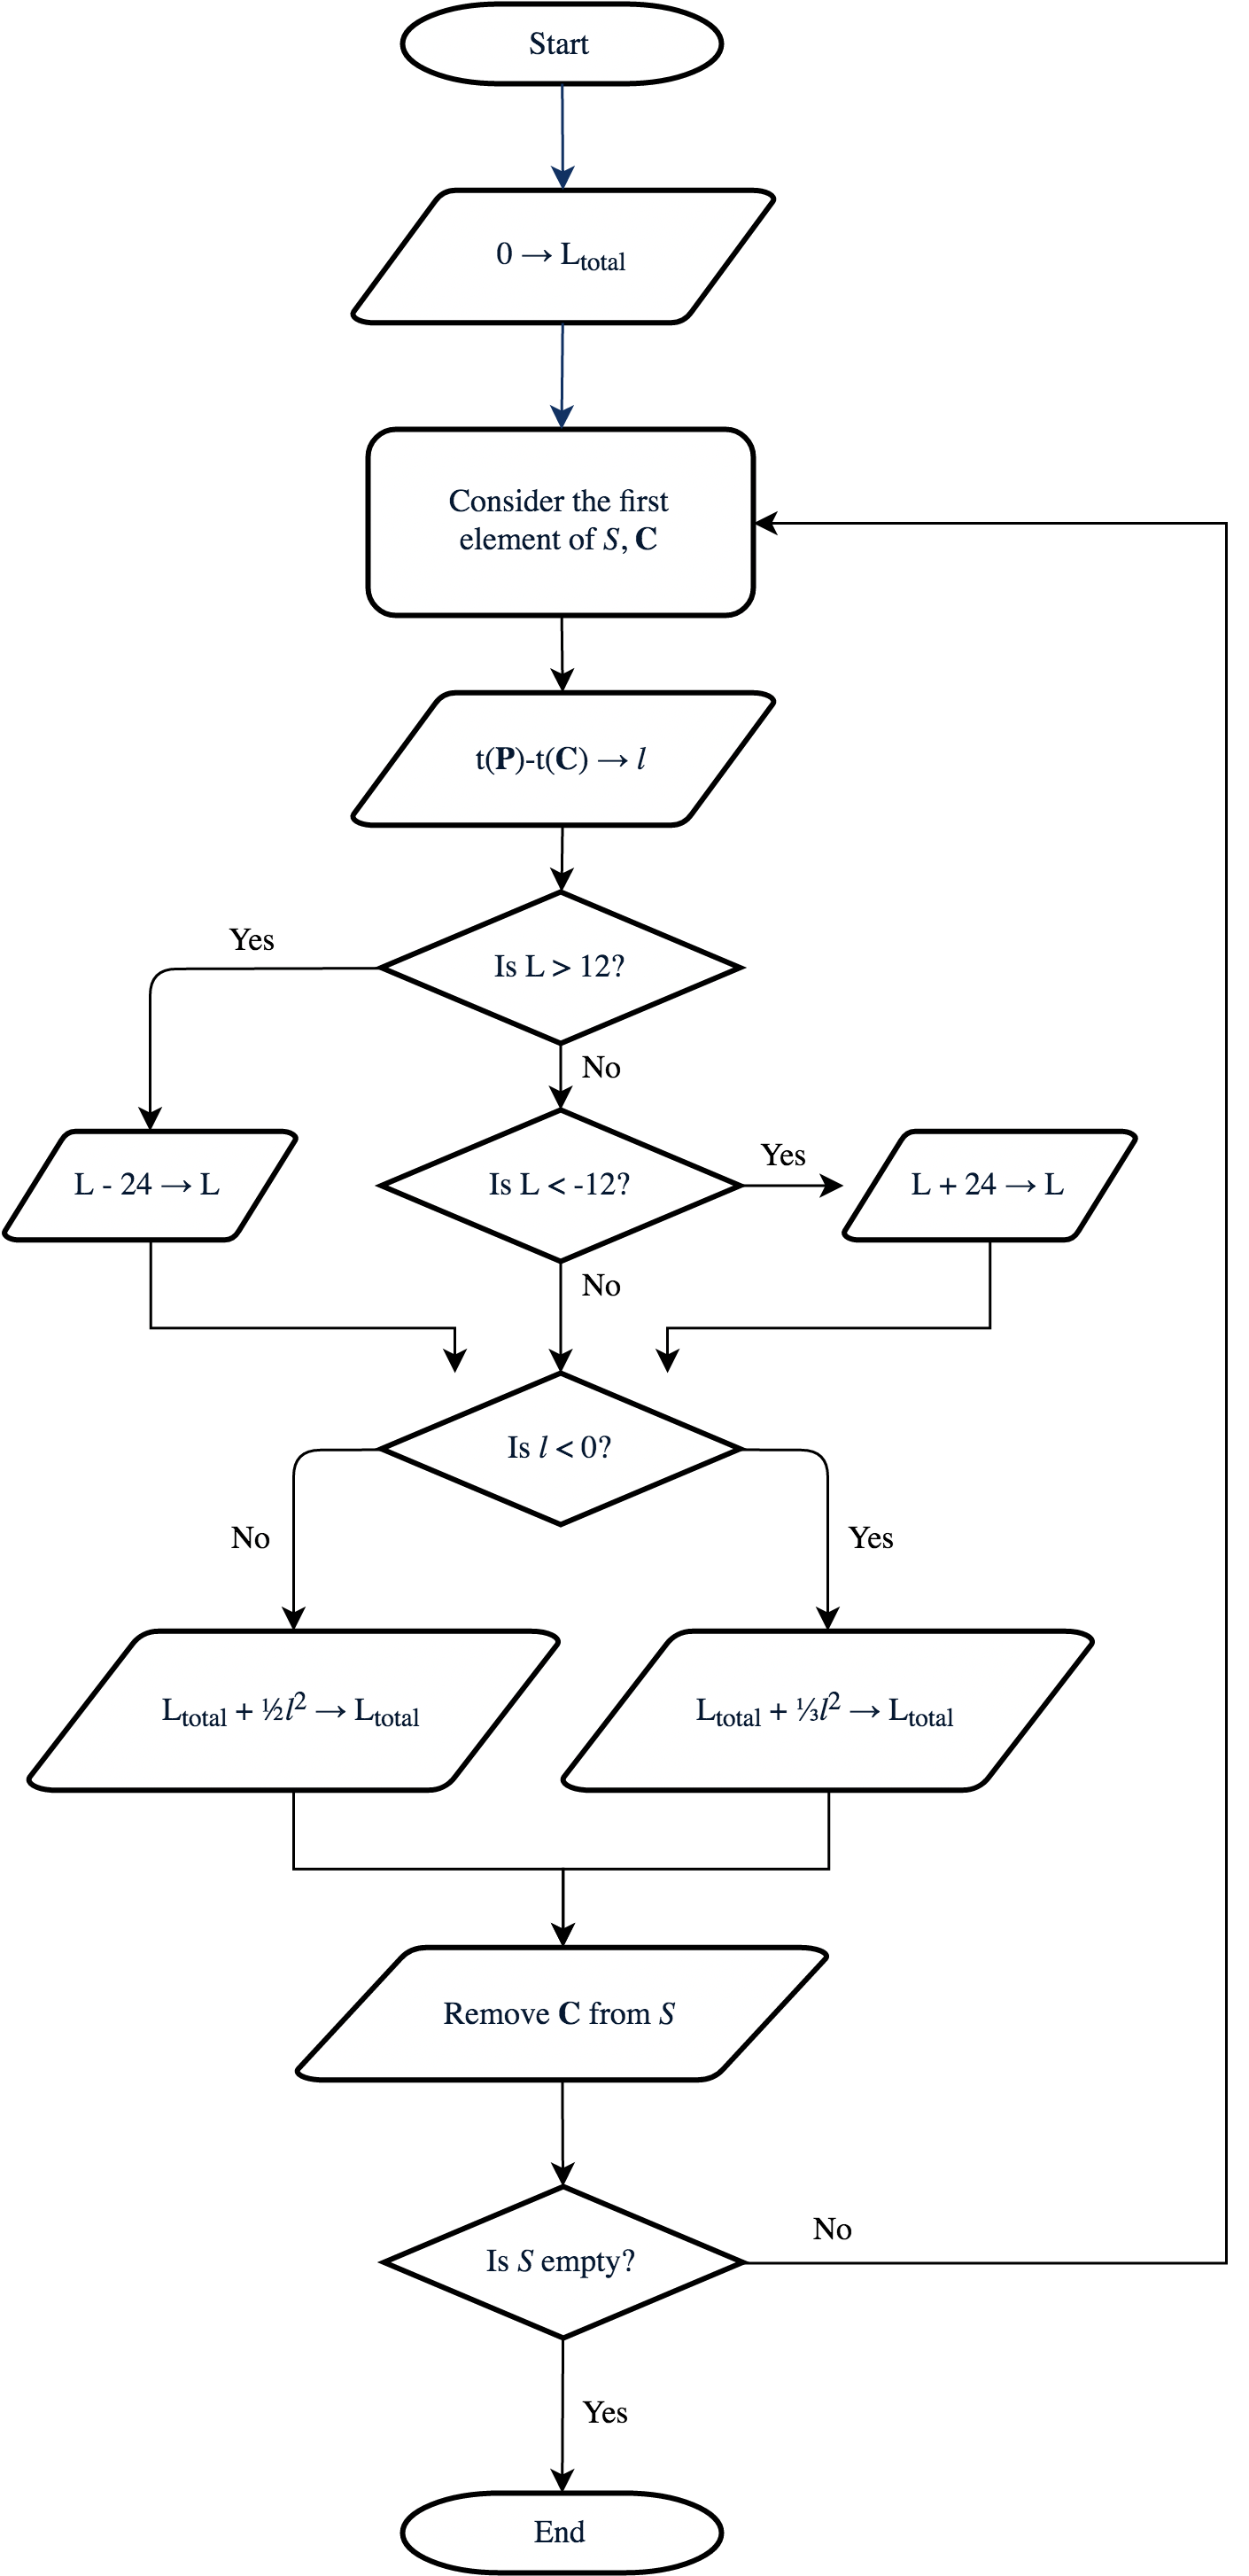 Start
0 → Ltotal
Consider the first
element of S, C
t(P)-t(C) → l
Is L > 12?
Yes
No
L - 24 → L
Is L < -12?
Yes
L + 24 → L
No
Is l < 0?
No
Yes
Ltotal + ½l² → Ltotal
Ltotal + ⅓l² → Ltotal
Remove C from S
Is S empty?
No
Yes
End